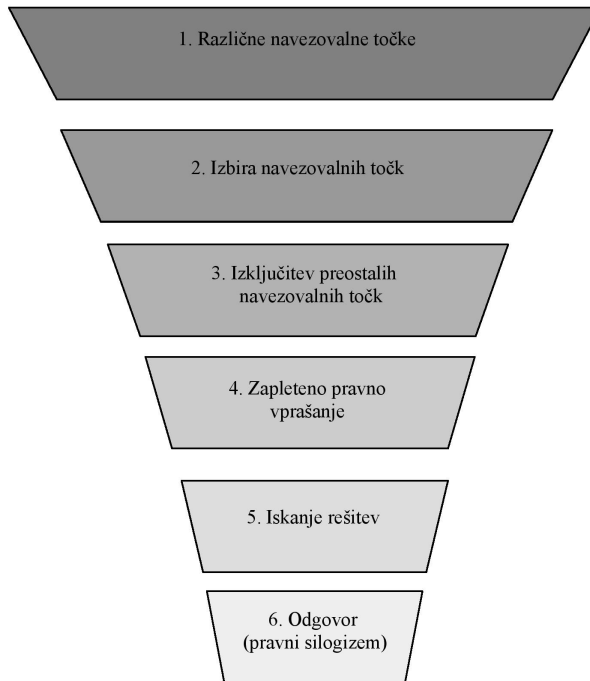 1. Različne navezovalne točke
2. Izbira navezovalnih točk
3. Izključitev preostalih
navezovalnih točk
4. Zapleteno pravno
vprašanje
5. Iskanje rešitev
6. Odgovor
(pravni silogizem)